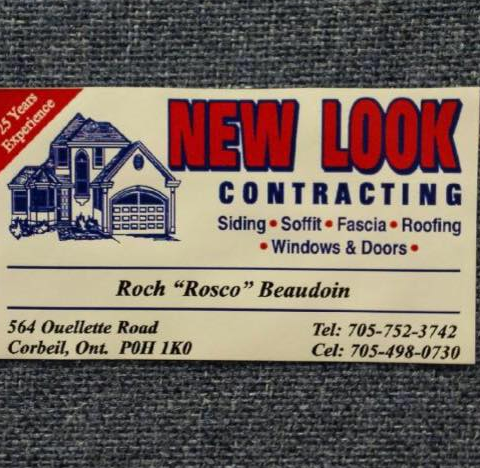 25 Years
Experience
NEW LOOK
CONTRACTING
Siding • Soffit • Fascia • Roofing
• Windows & Doors •
Roch “Rosco” Beaudoin
564 Ouellette Road
Corbeil, Ont. P0H 1K0
Tel: 705-752-3742
Cel: 705-498-0730